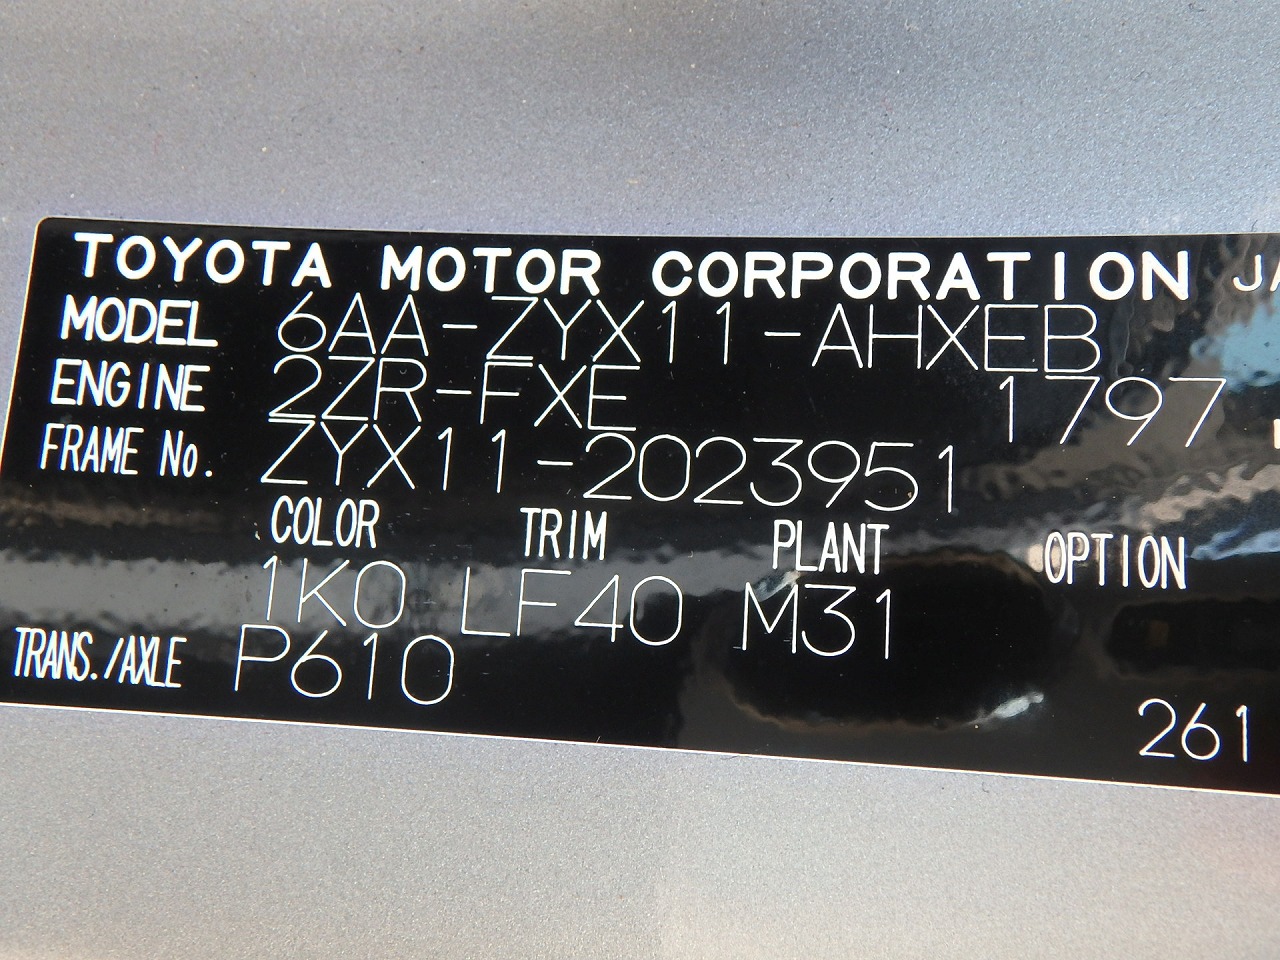 TOYOTA MOTOR CORPORATION JA
MODEL 6AA-ZYX11-AHXEB
ENGINE 2ZR-FXE 1797
FRAME No. ZYX11-2023951
COLOR TRIM PLANT OPTION
1K0 LF40 M31
TRANS./AXLE P610
261